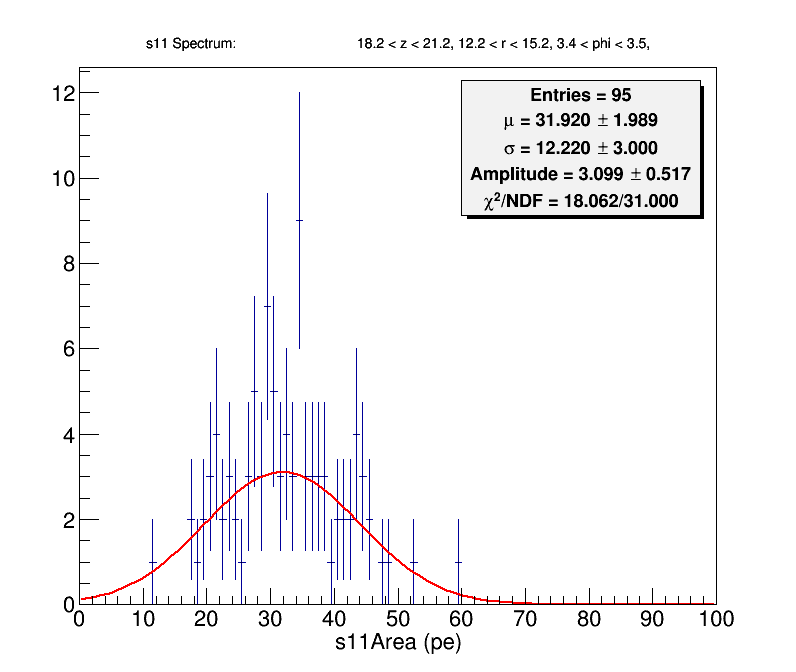 s11 Spectrum: 18.2 < z < 21.2, 12.2 < r < 15.2, 3.4 < phi < 3.5,
Entries = 95
μ = 31.920 ± 1.989
σ = 12.220 ± 3.000
Amplitude = 3.099 ± 0.517
χ²/NDF = 18.062/31.000
12
10
8
6
4
2
0
0 10 20 30 40 50 60 70 80 90 100
s11Area (pe)